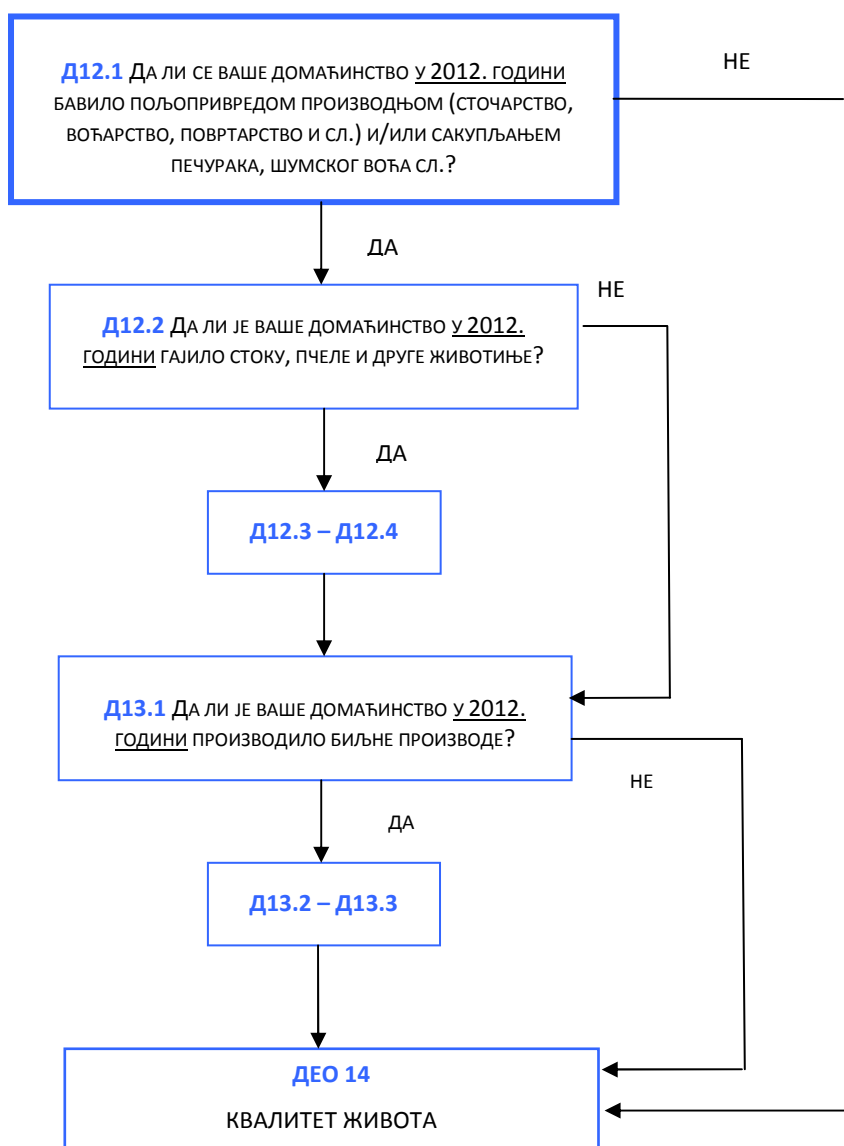 Д12.1 ДА ЛИ СЕ ВАШЕ ДОМАЋИНСТВО У 2012. ГОДИНИ
БАВИЛО ПОЉОПРИВРЕДОМ ПРОИЗВОДЊОМ (СТОЧАРСТВО,
ВОЋАРСТВО, ПОВРТАРСТВО И СЛ.) И/ИЛИ САКУПЉАЊЕМ
ПЕЧУРАКА, ШУМСКОГ ВОЋА СЛ.?
НЕ
ДА
Д12.2 ДА ЛИ ЈЕ ВАШЕ ДОМАЋИНСТВО У 2012.
ГОДИНИ ГАЈИЛО СТОКУ, ПЧЕЛЕ И ДРУГЕ ЖИВОТИЊЕ?
НЕ
ДА
Д12.3 – Д12.4
Д13.1 ДА ЛИ ЈЕ ВАШЕ ДОМАЋИНСТВО У 2012.
ГОДИНИ ПРОИЗВОДИЛО БИЉНЕ ПРОИЗВОДЕ?
НЕ
ДА
Д13.2 – Д13.3
ДЕО 14
КВАЛИТЕТ ЖИВОТА